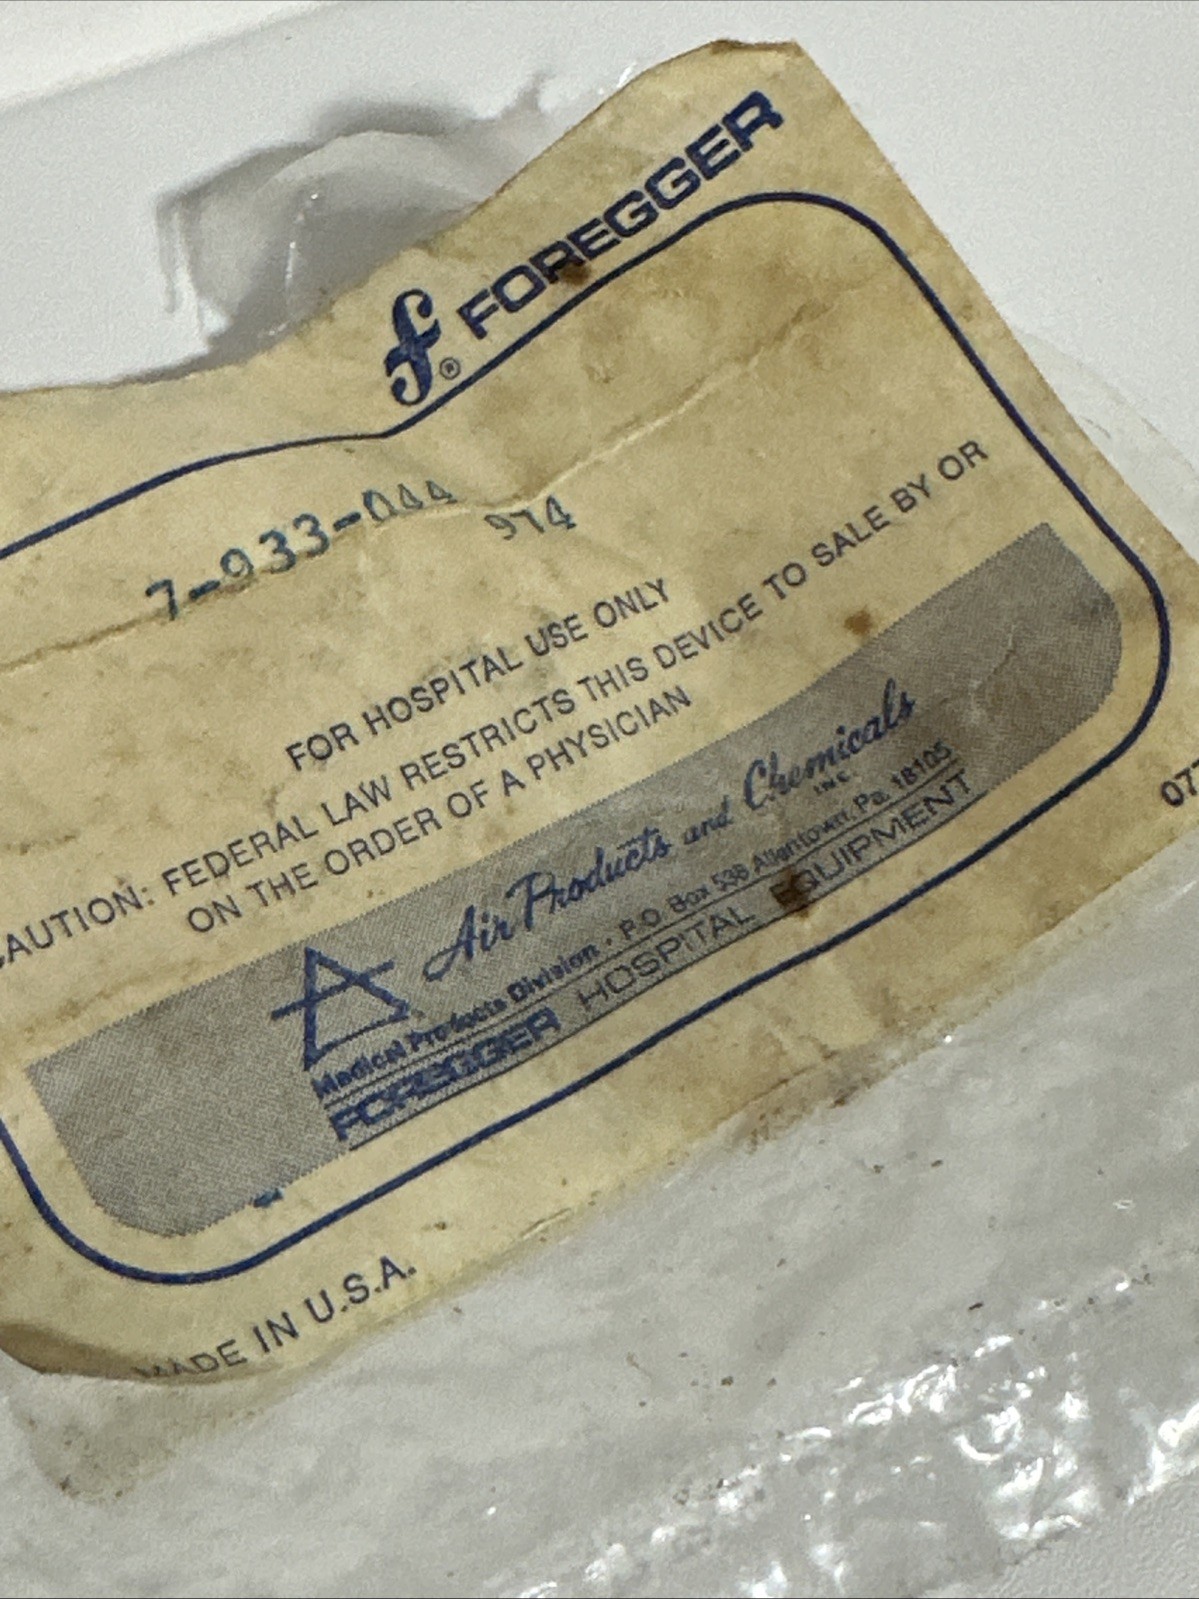 f® FOREGGER
7-933-044 974
FOR HOSPITAL USE ONLY
CAUTION: FEDERAL LAW RESTRICTS THIS DEVICE TO SALE BY OR
ON THE ORDER OF A PHYSICIAN
Air Products and Chemicals
INC.
Medical Products Division . P.O. Box 538 Allentown, Pa. 18105
FOREGGER HOSPITAL EQUIPMENT
MADE IN U.S.A.